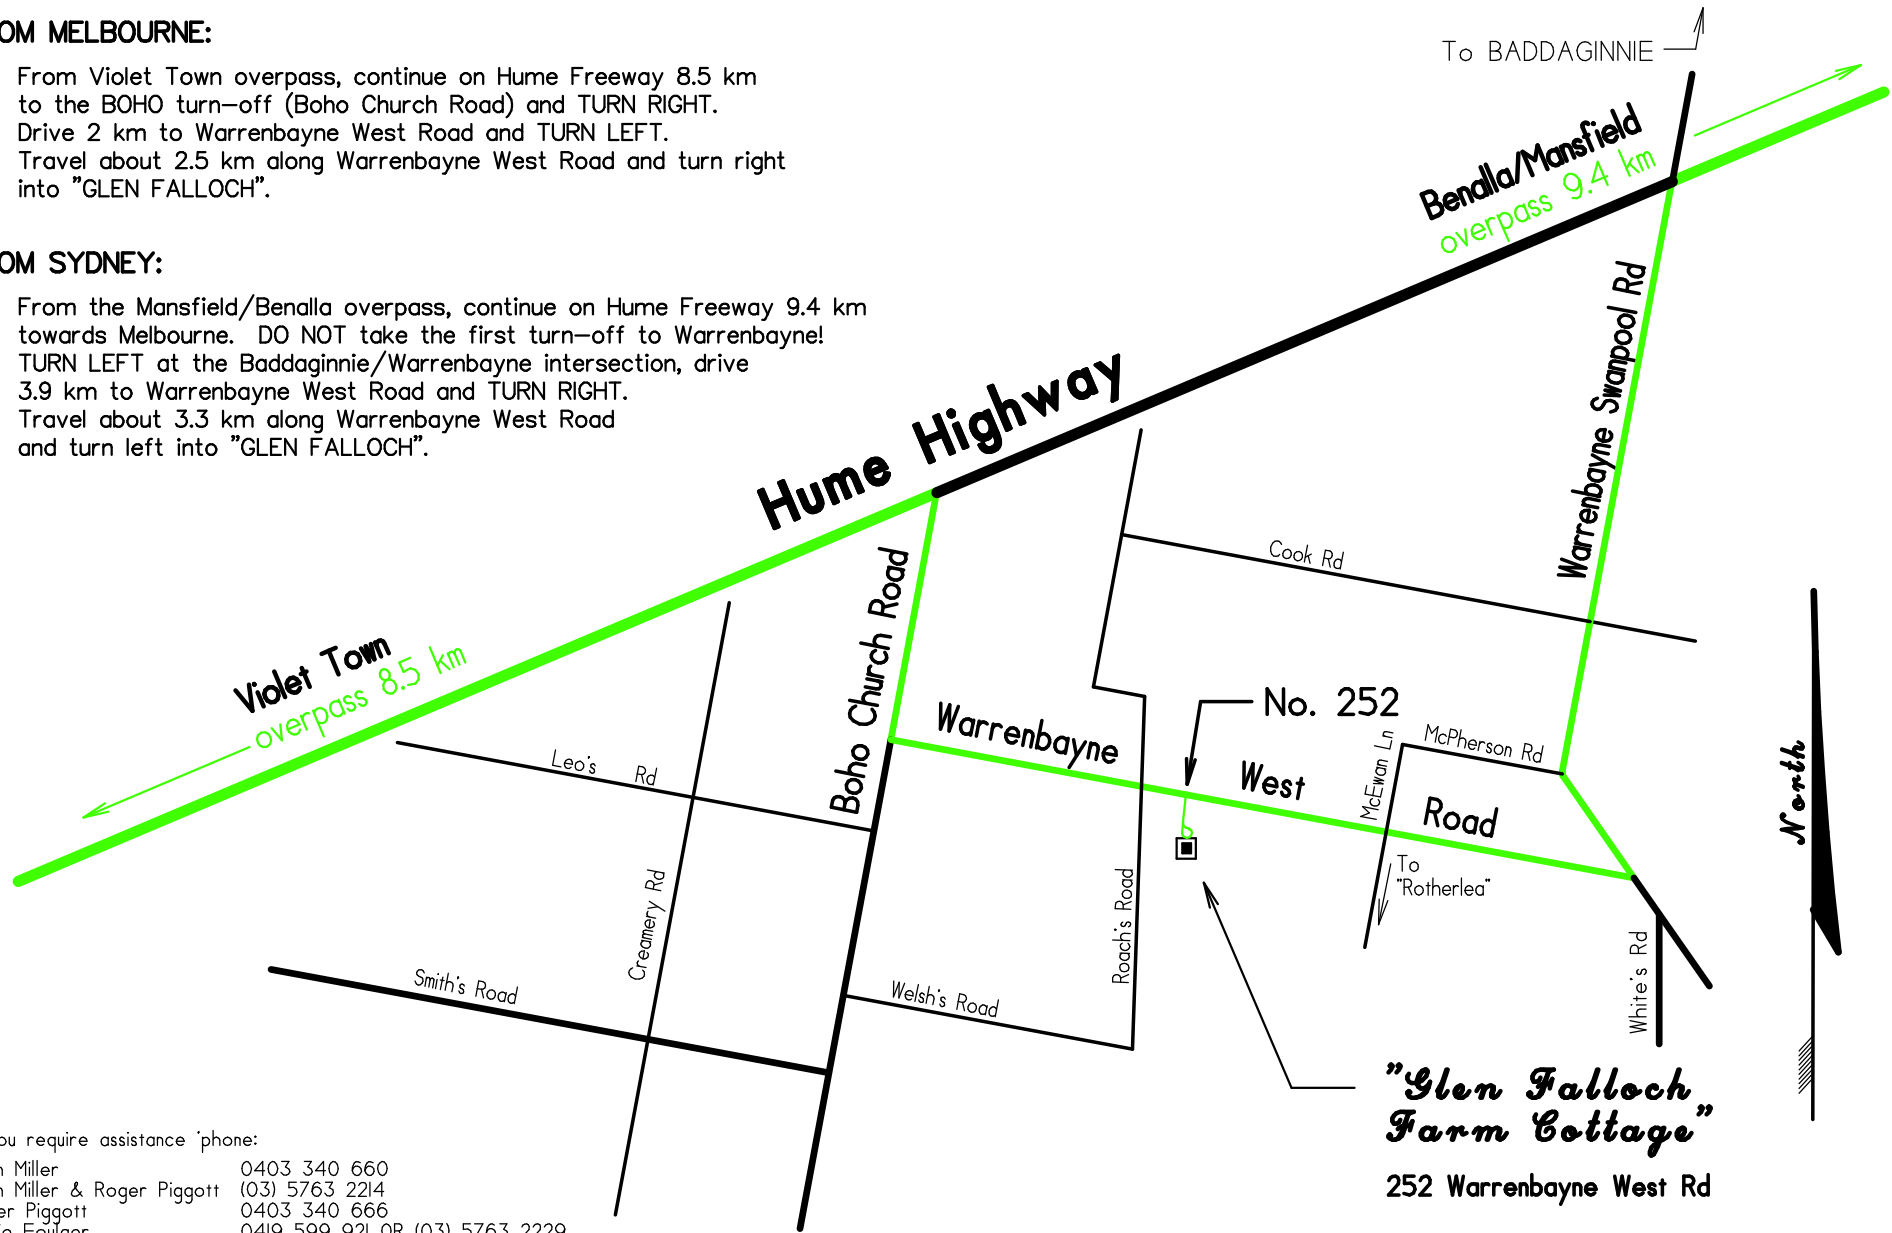 OM MELBOURNE:
From Violet Town overpass, continue on Hume Freeway 8.5 km
to the BOHO turn-off (Boho Church Road) and TURN RIGHT.
Drive 2 km to Warrenbayne West Road and TURN LEFT.
Travel about 2.5 km along Warrenbayne West Road and turn right
into "GLEN FALLOCH".
OM SYDNEY:
From the Mansfield/Benalla overpass, continue on Hume Freeway 9.4 km
towards Melbourne. DO NOT take the first turn-off to Warrenbayne!
TURN LEFT at the Baddaginnie/Warrenbayne intersection, drive
3.9 km to Warrenbayne West Road and TURN RIGHT.
Travel about 3.3 km along Warrenbayne West Road
and turn left into "GLEN FALLOCH".
To BADDAGINNIE
Benalla/Mansfield
overpass 9.4 km
Hume Highway
Warrenbayne Swanpool Rd
Cook Rd
Violet Town
overpass 8.5 km
Boho Church Road
Leo's Rd
Warrenbayne West Road
No. 252
McPherson Rd
McEwan Ln
To
"Rotherlea"
North
Creamery Rd
Smith's Road
Welsh's Road
Roach's Road
White's Rd
"Glen Falloch
Farm Cottage"
252 Warrenbayne West Rd
ou require assistance 'phone:
Miller 0403 340 660
Miller & Roger Piggott (03) 5763 2214
er Piggott 0403 340 666
0419 599 921 OR (03) 5763 2229